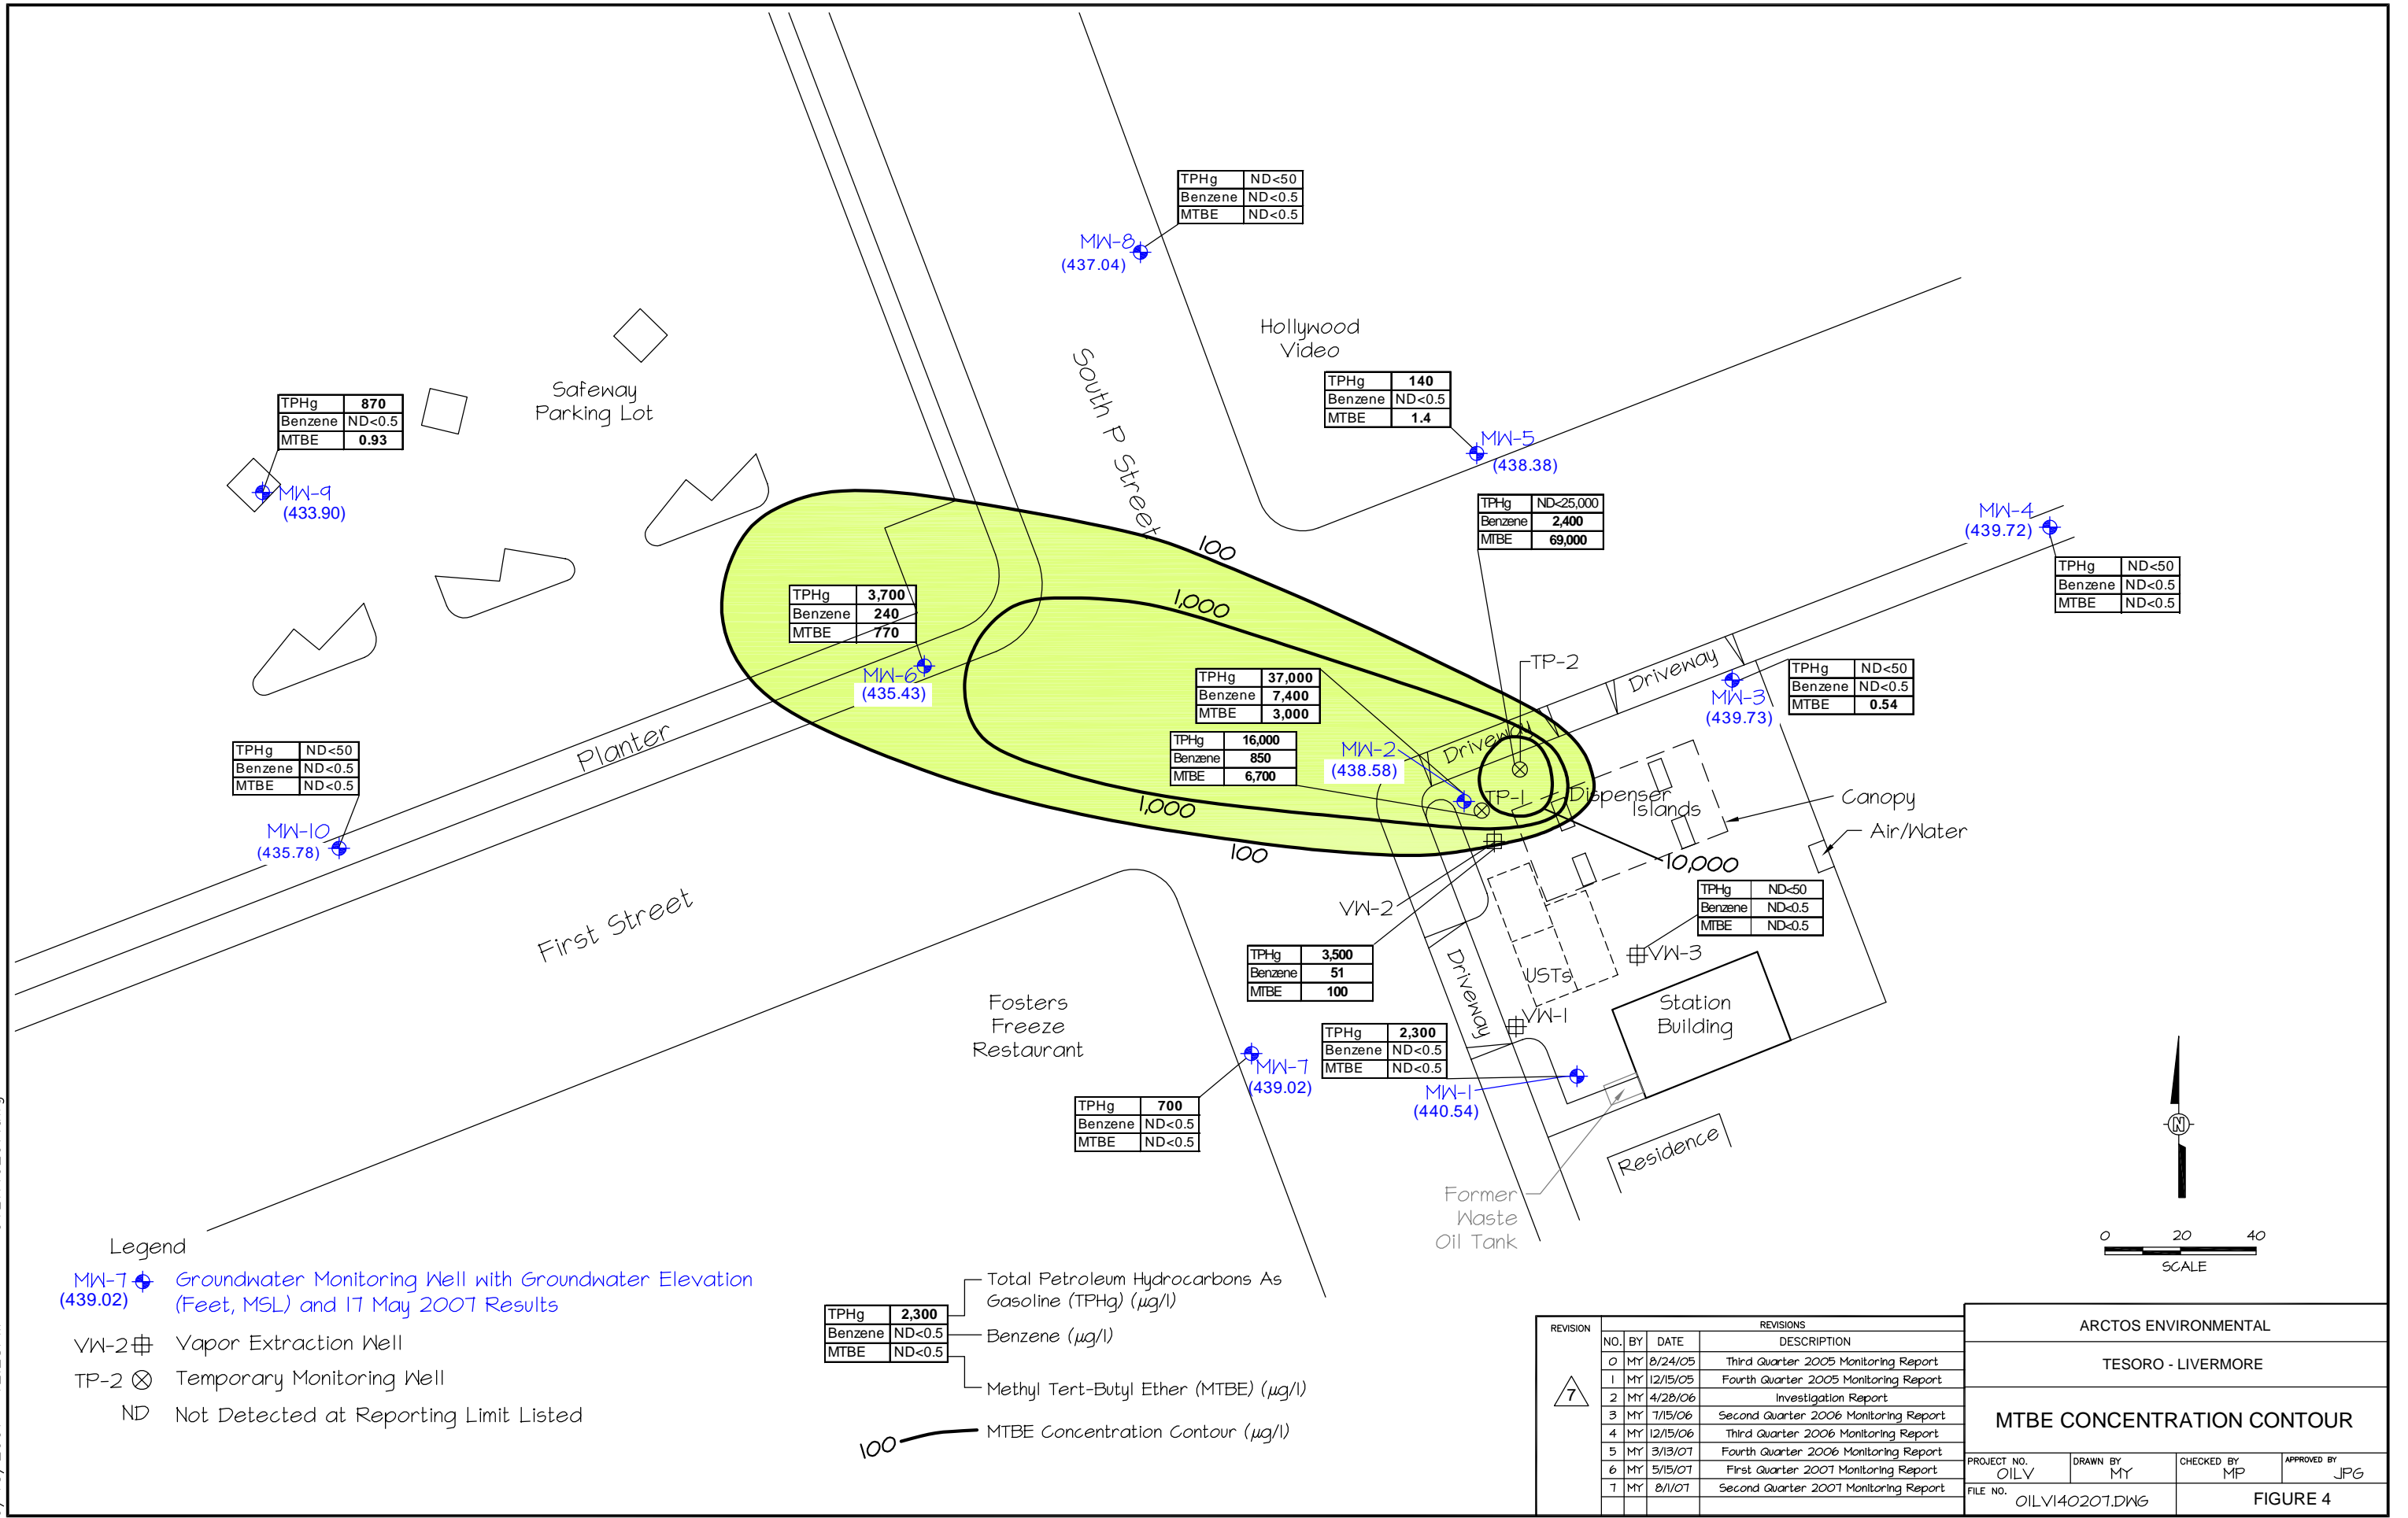 TPHg ND<50
Benzene ND<0.5
MTBE ND<0.5
MW-8
(437.04)
Hollywood
Video
South P Street
Safeway
Parking Lot
TPHg 870
Benzene ND<0.5
MTBE 0.93
MW-9
(433.90)
TPHg 140
Benzene ND<0.5
MTBE 1.4
MW-5
(438.38)
TPHg ND<25,000
Benzene 2,400
MTBE 69,000
MW-4
(439.72)
TPHg ND<50
Benzene ND<0.5
MTBE ND<0.5
100
1,000
TPHg 3,700
Benzene 240
MTBE 770
MW-6
(435.43)
TP-2
Driveway
TPHg 37,000
Benzene 7,400
MTBE 3,000
MW-3
(439.73)
TPHg ND<50
Benzene ND<0.5
MTBE 0.54
TPHg 16,000
Benzene 850
MTBE 6,700
MW-2
(438.58)
Driveway
TP-1
Dispenser
Islands
Canopy
Air/Water
Planter
TPHg ND<50
Benzene ND<0.5
MTBE ND<0.5
MW-10
(435.78)
1,000
100
10,000
First Street
VW-2
TPHg ND<50
Benzene ND<0.5
MTBE ND<0.5
VW-3
TPHg 3,500
Benzene 51
MTBE 100
Driveway
USTs
Station
Building
VW-1
Fosters
Freeze
Restaurant
MW-7
(439.02)
TPHg 2,300
Benzene ND<0.5
MTBE ND<0.5
MW-1
(440.54)
TPHg 700
Benzene ND<0.5
MTBE ND<0.5
Residence
Former
Waste
Oil Tank
N
0 20 40
SCALE
Legend
MW-7
(439.02)
Groundwater Monitoring Well with Groundwater Elevation
(Feet, MSL) and 17 May 2007 Results
VW-2 Vapor Extraction Well
TP-2 Temporary Monitoring Well
ND Not Detected at Reporting Limit Listed
TPHg 2,300
Benzene ND<0.5
MTBE ND<0.5
Total Petroleum Hydrocarbons As
Gasoline (TPHg) (µg/l)
Benzene (µg/l)
Methyl Tert-Butyl Ether (MTBE) (µg/l)
100 MTBE Concentration Contour (µg/l)
REVISION
7
REVISIONS
NO. BY DATE DESCRIPTION
0 MY 8/24/05 Third Quarter 2005 Monitoring Report
1 MY 12/15/05 Fourth Quarter 2005 Monitoring Report
2 MY 4/28/06 Investigation Report
3 MY 7/15/06 Second Quarter 2006 Monitoring Report
4 MY 12/15/06 Third Quarter 2006 Monitoring Report
5 MY 3/13/07 Fourth Quarter 2006 Monitoring Report
6 MY 5/15/07 First Quarter 2007 Monitoring Report
7 MY 8/1/07 Second Quarter 2007 Monitoring Report
ARCTOS ENVIRONMENTAL
TESORO - LIVERMORE
MTBE CONCENTRATION CONTOUR
PROJECT NO. 01LV
DRAWN BY MY
CHECKED BY MP
APPROVED BY JPG
FILE NO. 01LV140207.DWG
FIGURE 4